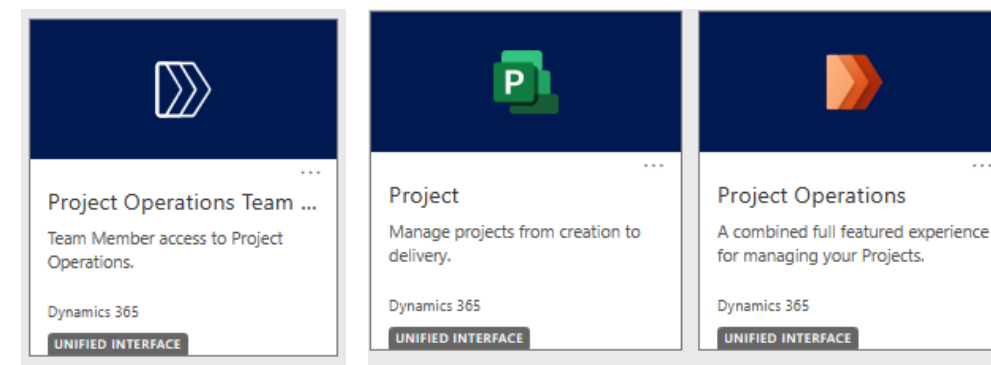 Project Operations Team ...
Team Member access to Project
Operations.
Dynamics 365
UNIFIED INTERFACE
P
Project
Manage projects from creation to
delivery.
Dynamics 365
UNIFIED INTERFACE
Project Operations
A combined full featured experience
for managing your Projects.
Dynamics 365
UNIFIED INTERFACE